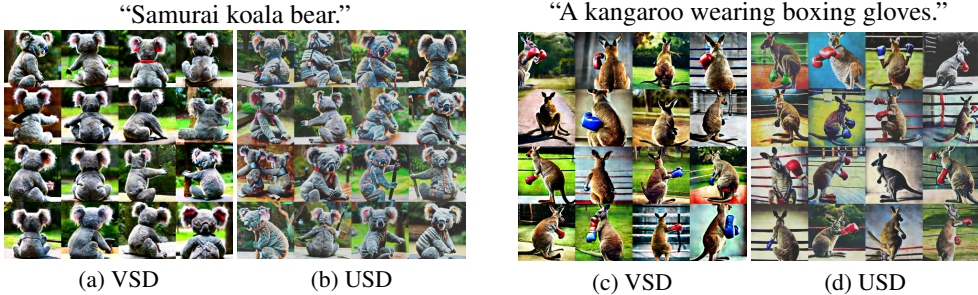 “Samurai koala bear.”
“A kangaroo wearing boxing gloves.”
(a) VSD
(b) USD
(c) VSD
(d) USD